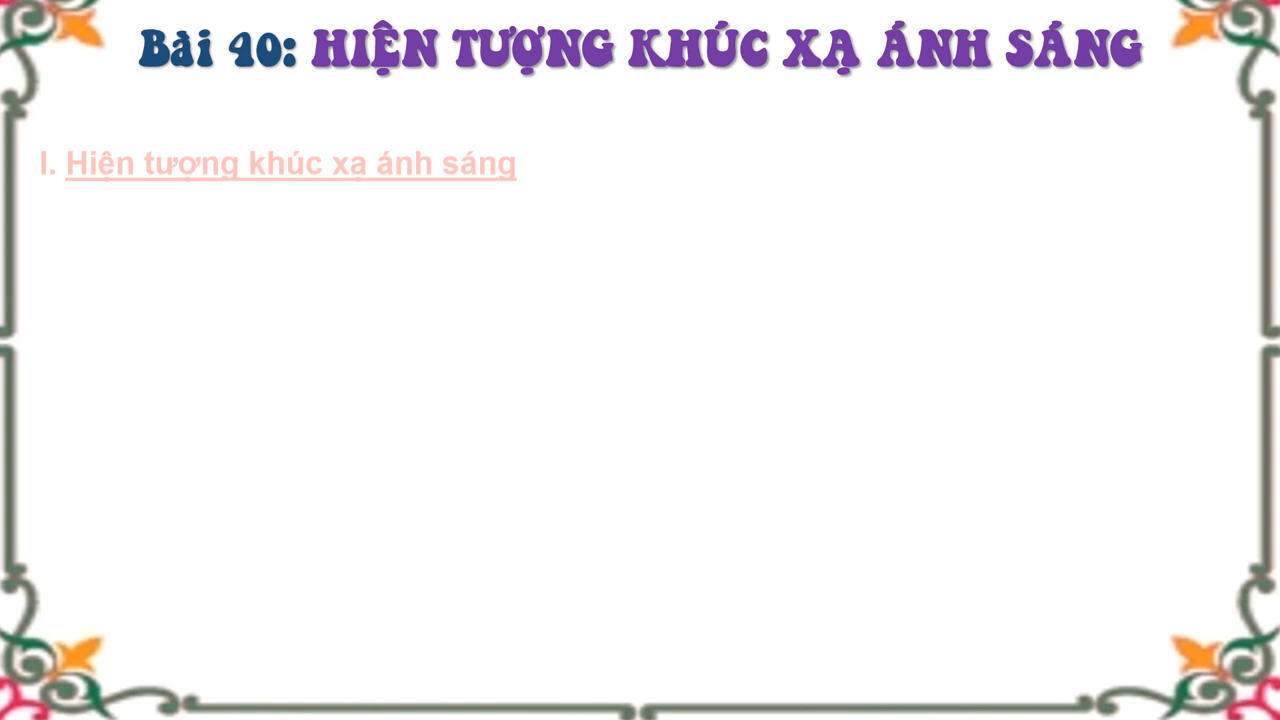 Bài 40: HIỆN TƯỢNG KHÚC XẠ ÁNH SÁNG
I. Hiện tượng khúc xạ ánh sáng